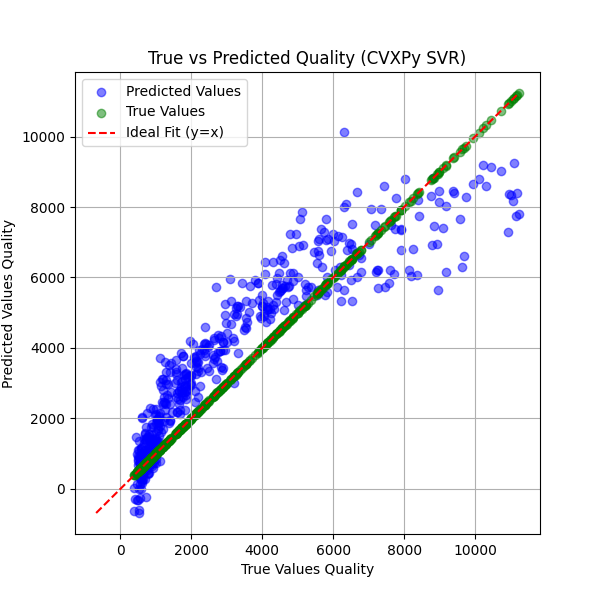 True vs Predicted Quality (CVXPy SVR)
Predicted Values
True Values
Ideal Fit (y=x)
Predicted Values Quality
10000
8000
6000
4000
2000
0
0 2000 4000 6000 8000 10000
True Values Quality